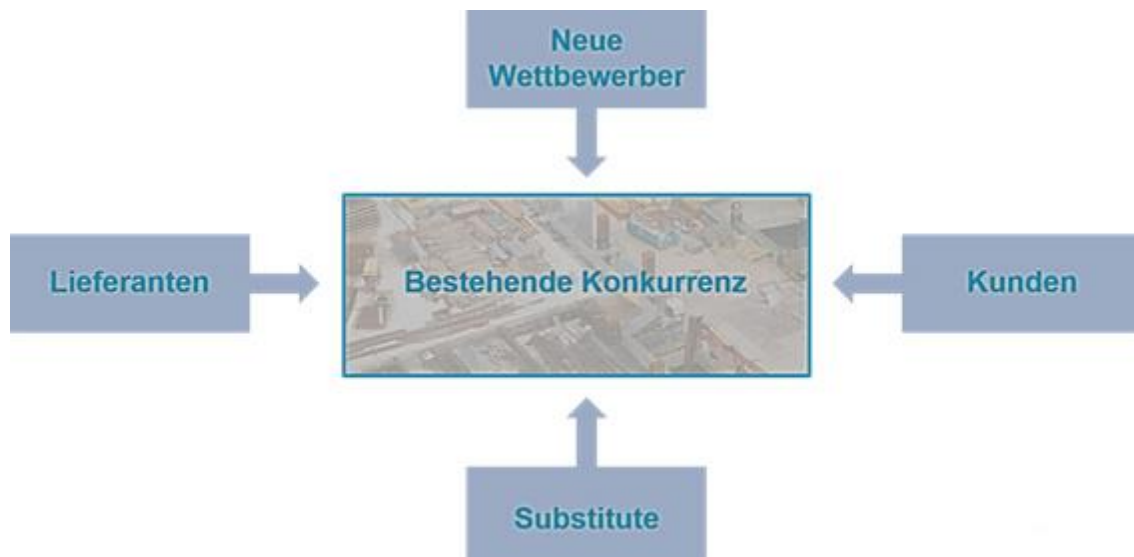 Neue
Wettbewerber
Lieferanten
Bestehende Konkurrenz
Kunden
Substitute